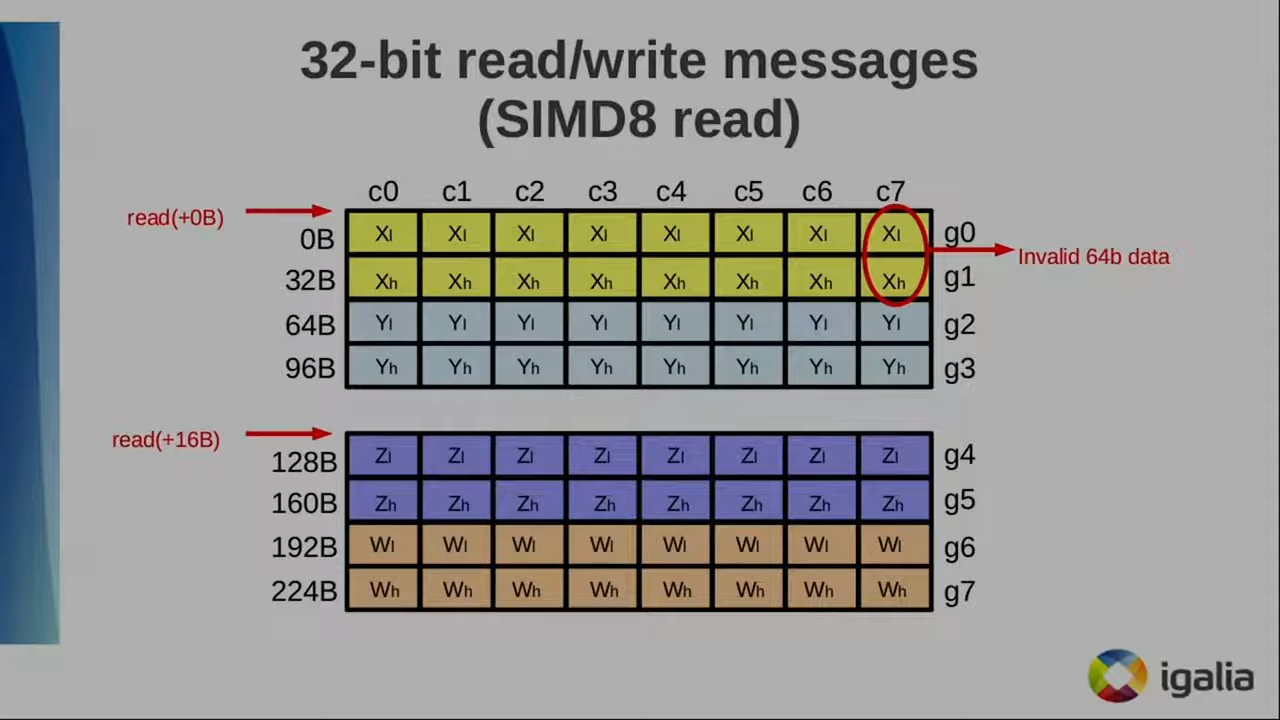 32-bit read/write messages
(SIMD8 read)
c0 c1 c2 c3 c4 c5 c6 c7
read(+0B)
0B Xl Xl Xl Xl Xl Xl Xl Xl g0
Invalid 64b data
32B Xh Xh Xh Xh Xh Xh Xh Xh g1
64B Yl Yl Yl Yl Yl Yl Yl Yl g2
96B Yh Yh Yh Yh Yh Yh Yh Yh g3
read(+16B)
128B Zl Zl Zl Zl Zl Zl Zl Zl g4
160B Zh Zh Zh Zh Zh Zh Zh Zh g5
192B Wl Wl Wl Wl Wl Wl Wl Wl g6
224B Wh Wh Wh Wh Wh Wh Wh Wh g7
igalia